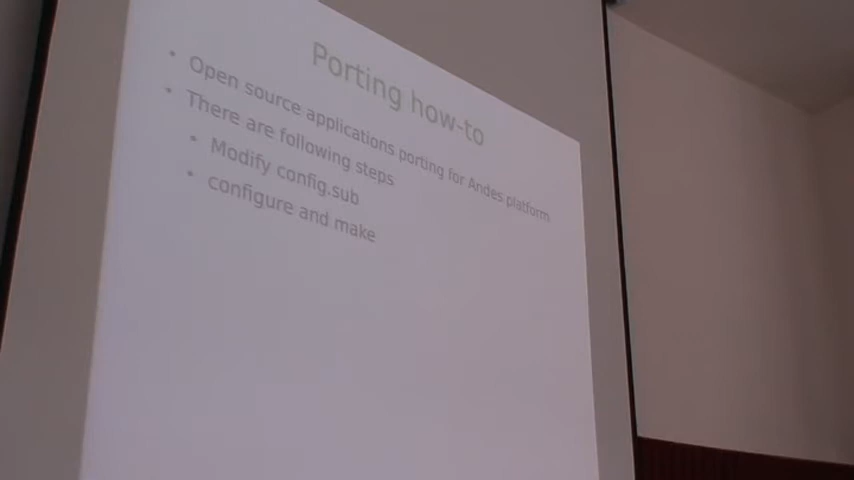 Porting how-to
• Open source applications porting for Andes platform
• There are following steps
• Modify config.sub
• configure and make